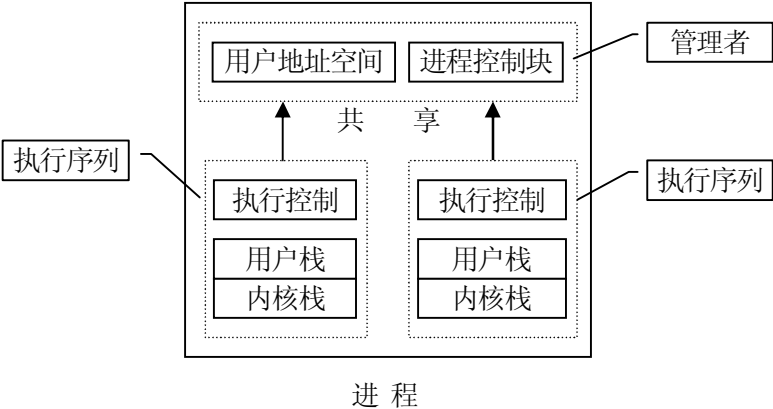 管理者
用户地址空间 进程控制块
共 享
执行序列
执行序列
执行控制 执行控制
用户栈 用户栈
内核栈 内核栈
进 程